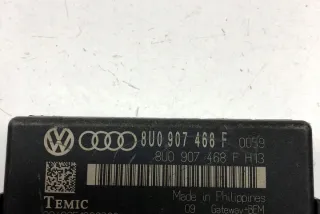 8U0 907 468 F 0059
8U0 907 468 F H13
TEMIC
Made in Philippines
09 Gateway-BEM